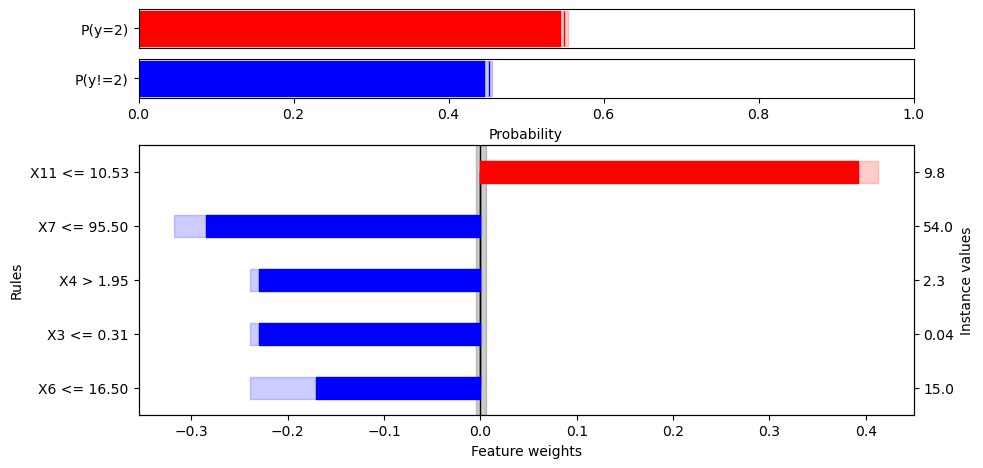 P(y=2)
P(y!=2)
0.0 0.2 0.4 0.6 0.8 1.0
Probability
X11 <= 10.53 9.8
X7 <= 95.50 54.0
X4 > 1.95 2.3
X3 <= 0.31 0.04
X6 <= 16.50 15.0
Rules
Instance values
−0.3 −0.2 −0.1 0.0 0.1 0.2 0.3 0.4
Feature weights